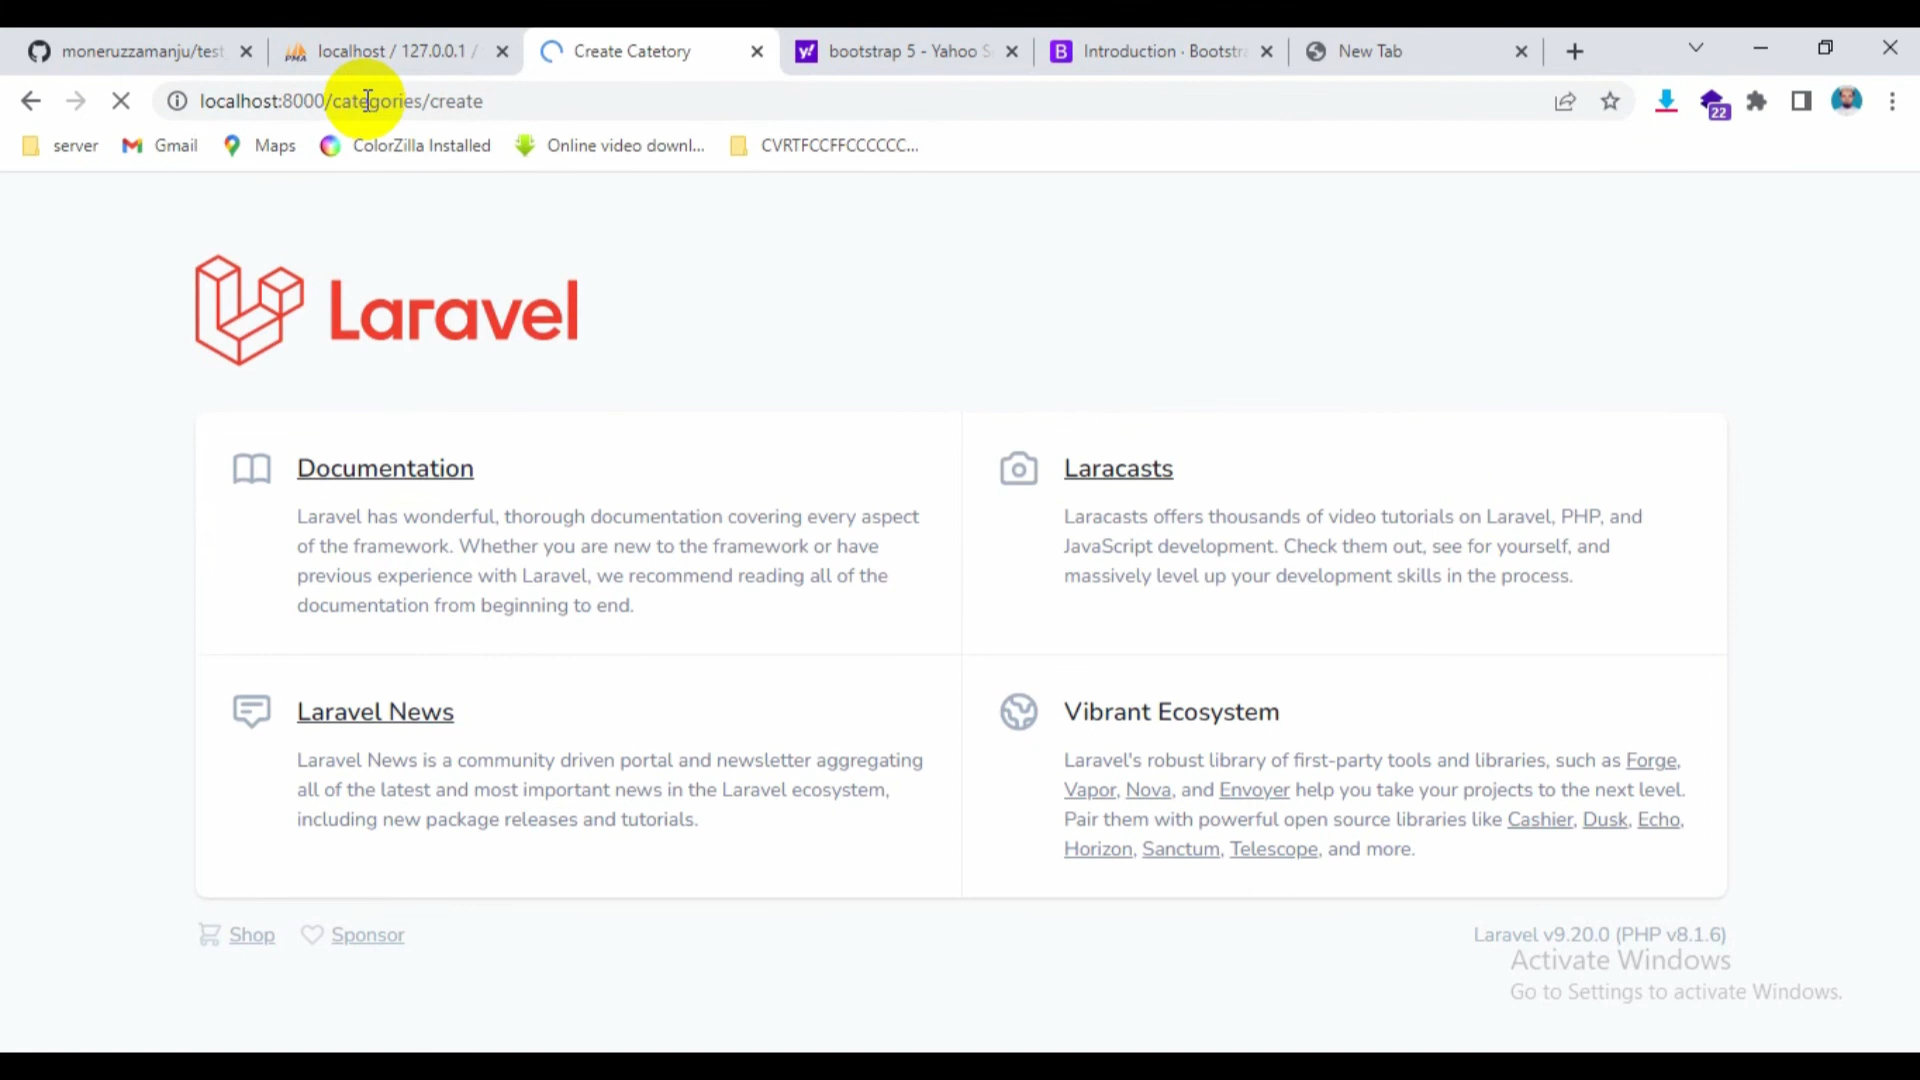 moneruzzamanju/test
localhost / 127.0.0.1 /
Create Catetory
bootstrap 5 - Yahoo S
Introduction · Bootstra
New Tab
localhost:8000/categories/create
22
server
Gmail
Maps
ColorZilla Installed
Online video downl...
CVRTFCCFFCCCCCC...
Laravel
Documentation
Laravel has wonderful, thorough documentation covering every aspect
of the framework. Whether you are new to the framework or have
previous experience with Laravel, we recommend reading all of the
documentation from beginning to end.
Laracasts
Laracasts offers thousands of video tutorials on Laravel, PHP, and
JavaScript development. Check them out, see for yourself, and
massively level up your development skills in the process.
Laravel News
Laravel News is a community driven portal and newsletter aggregating
all of the latest and most important news in the Laravel ecosystem,
including new package releases and tutorials.
Vibrant Ecosystem
Laravel's robust library of first-party tools and libraries, such as Forge,
Vapor, Nova, and Envoyer help you take your projects to the next level.
Pair them with powerful open source libraries like Cashier, Dusk, Echo,
Horizon, Sanctum, Telescope, and more.
Shop
Sponsor
Laravel v9.20.0 (PHP v8.1.6)
Activate Windows
Go to Settings to activate Windows.